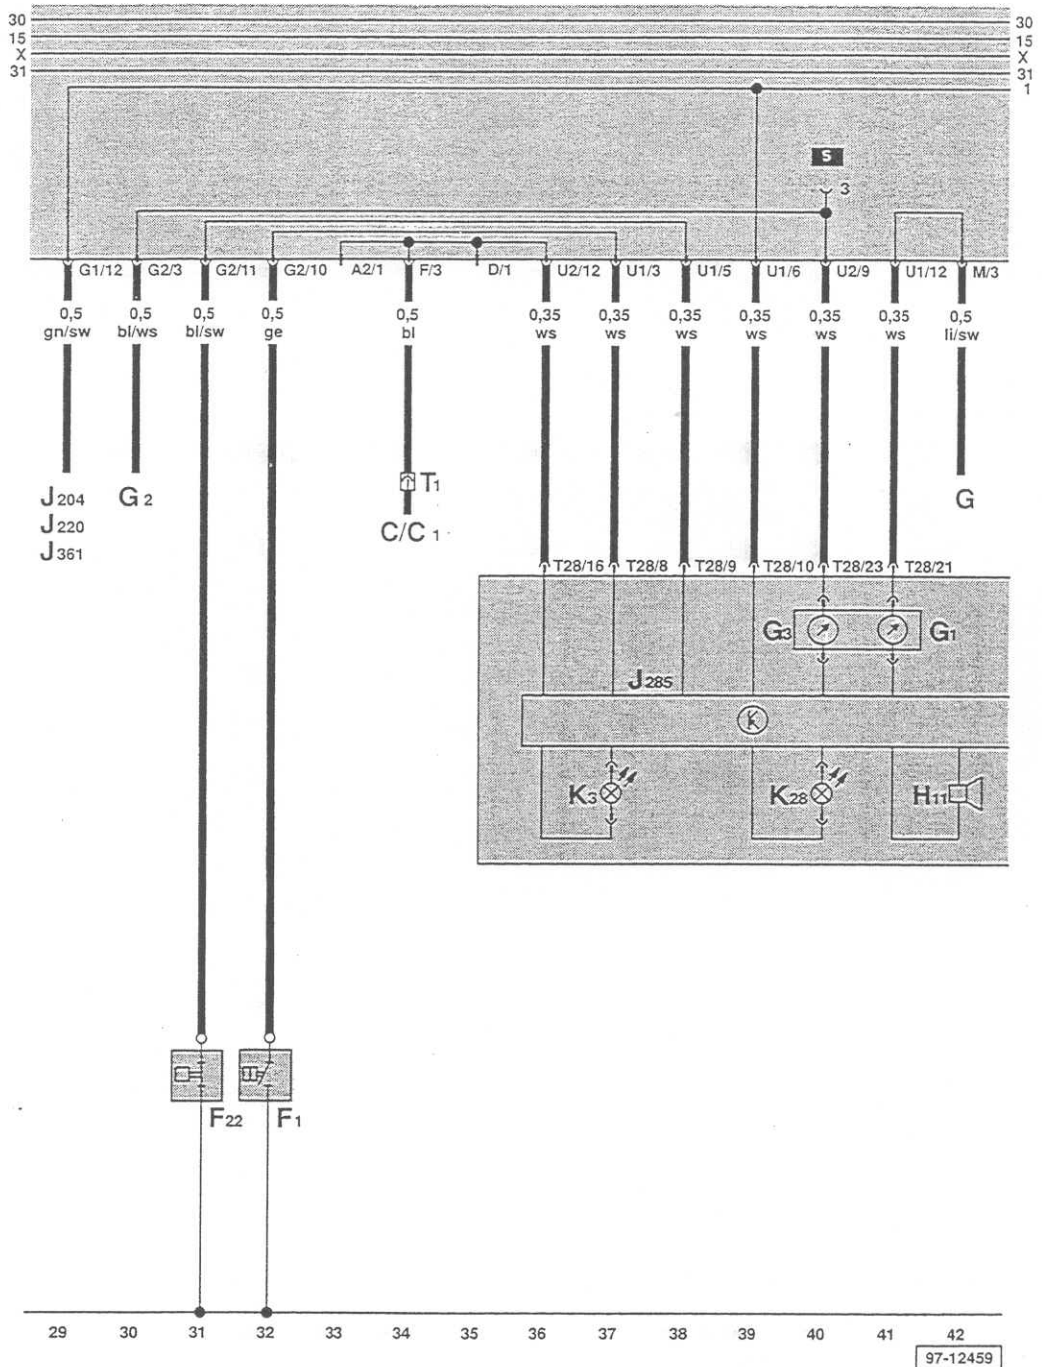 30 30
15 15
X X
31 31
1
S
3
G1/12 G2/3 G2/11 G2/10 A2/1 F/3 D/1 U2/12 U1/3 U1/5 U1/6 U2/9 U1/12 M/3
0,5 0,5 0,5 0,5 0,5 0,35 0,35 0,35 0,35 0,35 0,35 0,5
gn/sw bl/ws bl/sw ge bl ws ws ws ws ws ws li/sw
J204 G2 T1 G
J220 C/C1
J361
T28/16 T28/8 T28/9 T28/10 T28/23 T28/21
G3 G1
J285
K3 K28 H11
F22 F1
29 30 31 32 33 34 35 36 37 38 39 40 41 42
97-12459